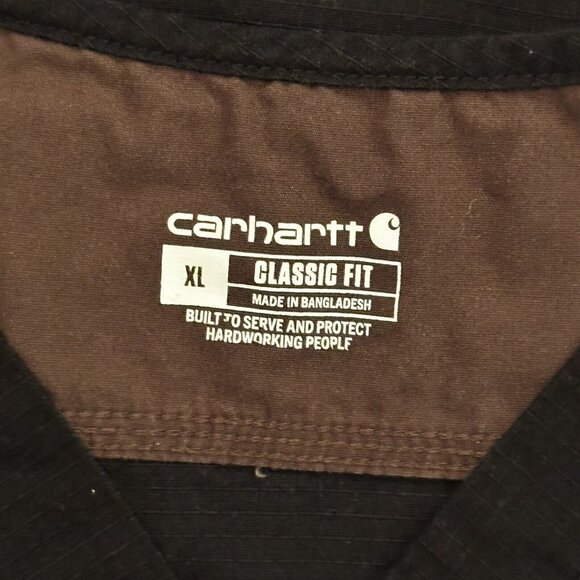 carhartt
XL
CLASSIC FIT
MADE IN BANGLADESH
BUILT TO SERVE AND PROTECT
HARDWORKING PEOPLE